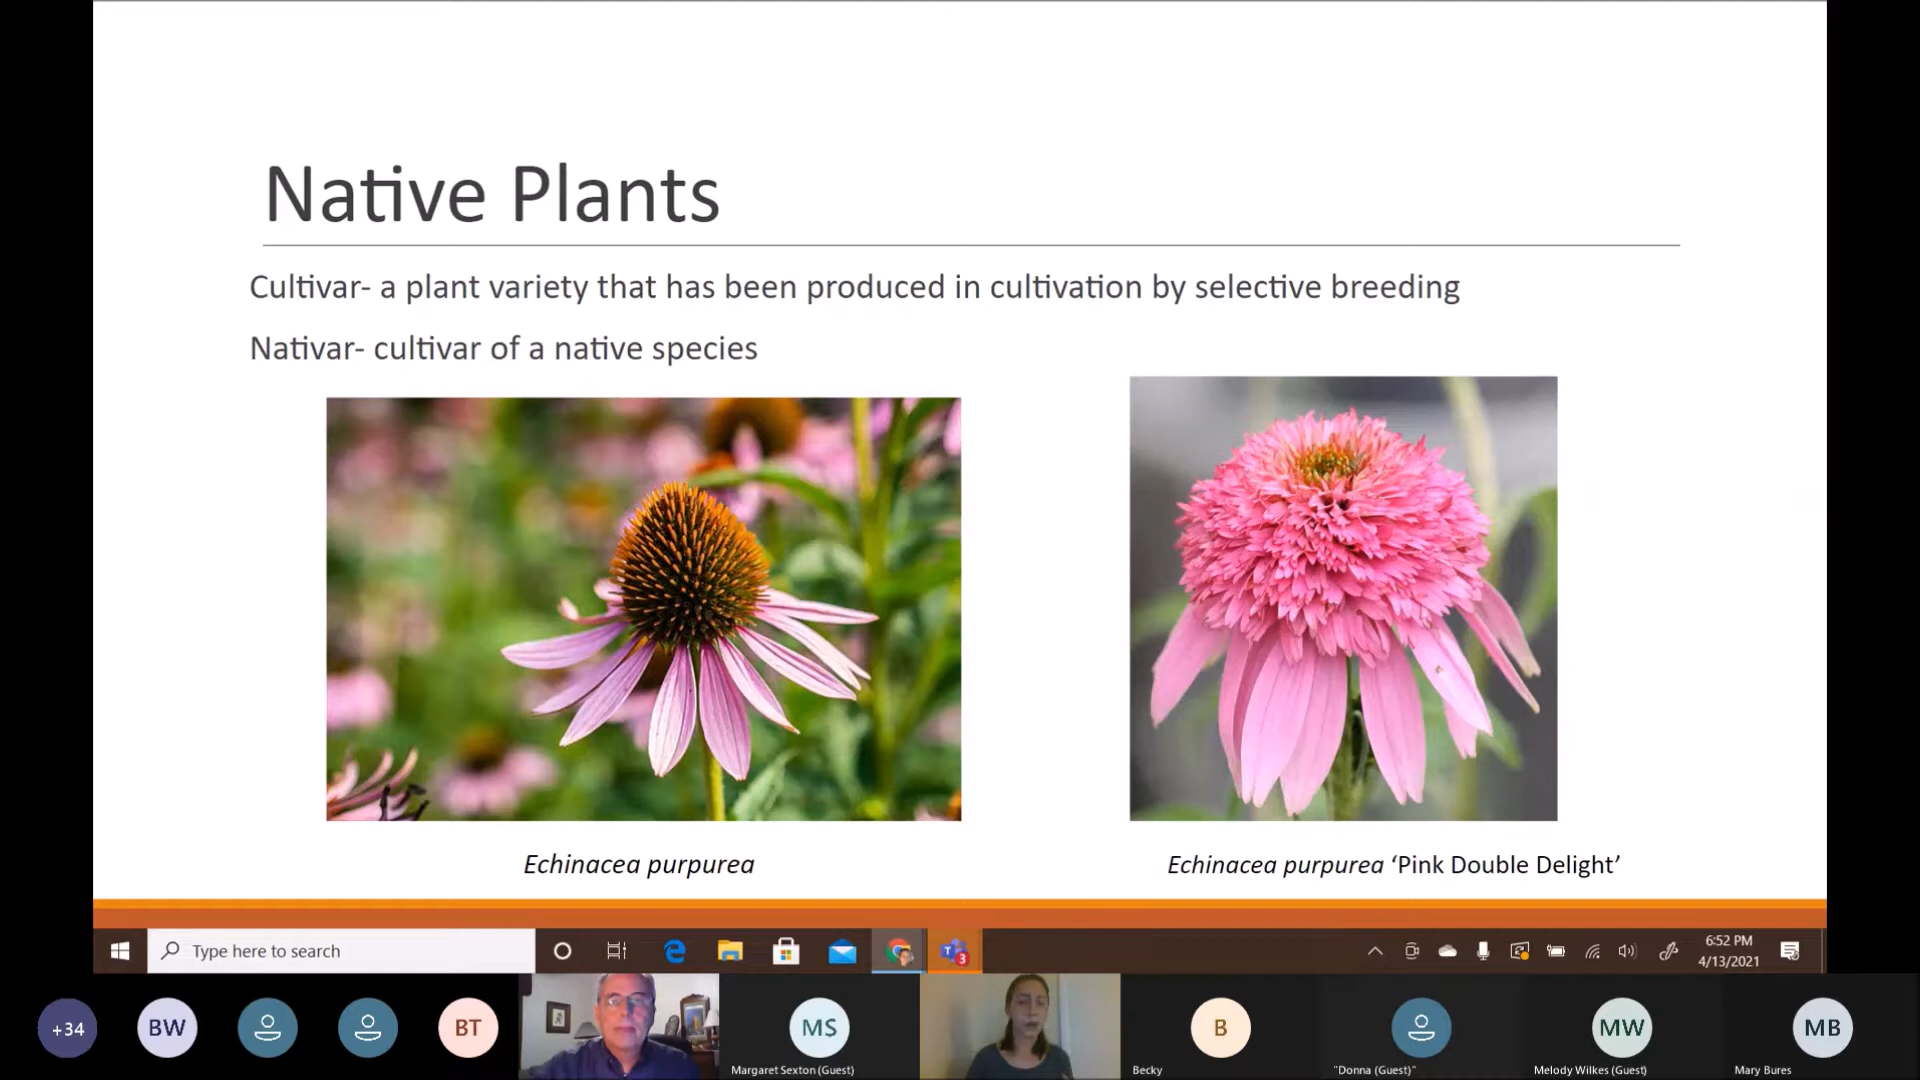 Native Plants
Cultivar- a plant variety that has been produced in cultivation by selective breeding
Nativar- cultivar of a native species
Echinacea purpurea
Echinacea purpurea ‘Pink Double Delight’
Type here to search
T 3
6:52 PM
4/13/2021
+34
BW
BT
MS
Margaret Sexton (Guest)
B
Becky
"Donna (Guest)"
MW
Melody Wilkes (Guest)
MB
Mary Bures